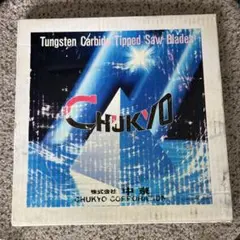 Tungsten Carbide Tipped Saw Blades
CHUKYO
株式会社 中京
CHUKYO CORPORATION